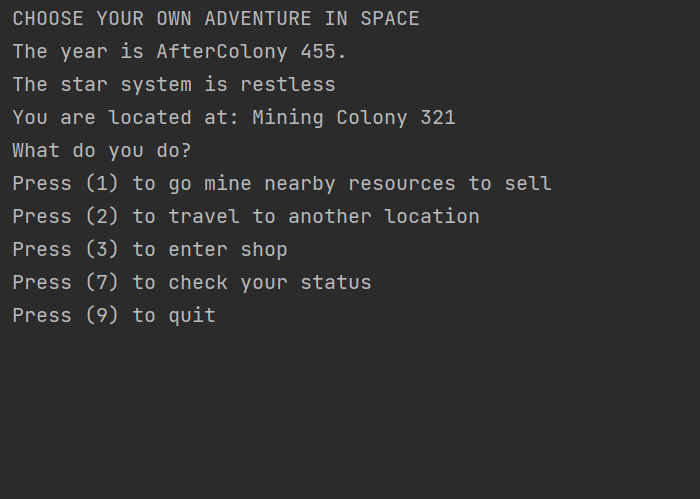 CHOOSE YOUR OWN ADVENTURE IN SPACE
The year is AfterColony 455.
The star system is restless
You are located at: Mining Colony 321
What do you do?
Press (1) to go mine nearby resources to sell
Press (2) to travel to another location
Press (3) to enter shop
Press (7) to check your status
Press (9) to quit